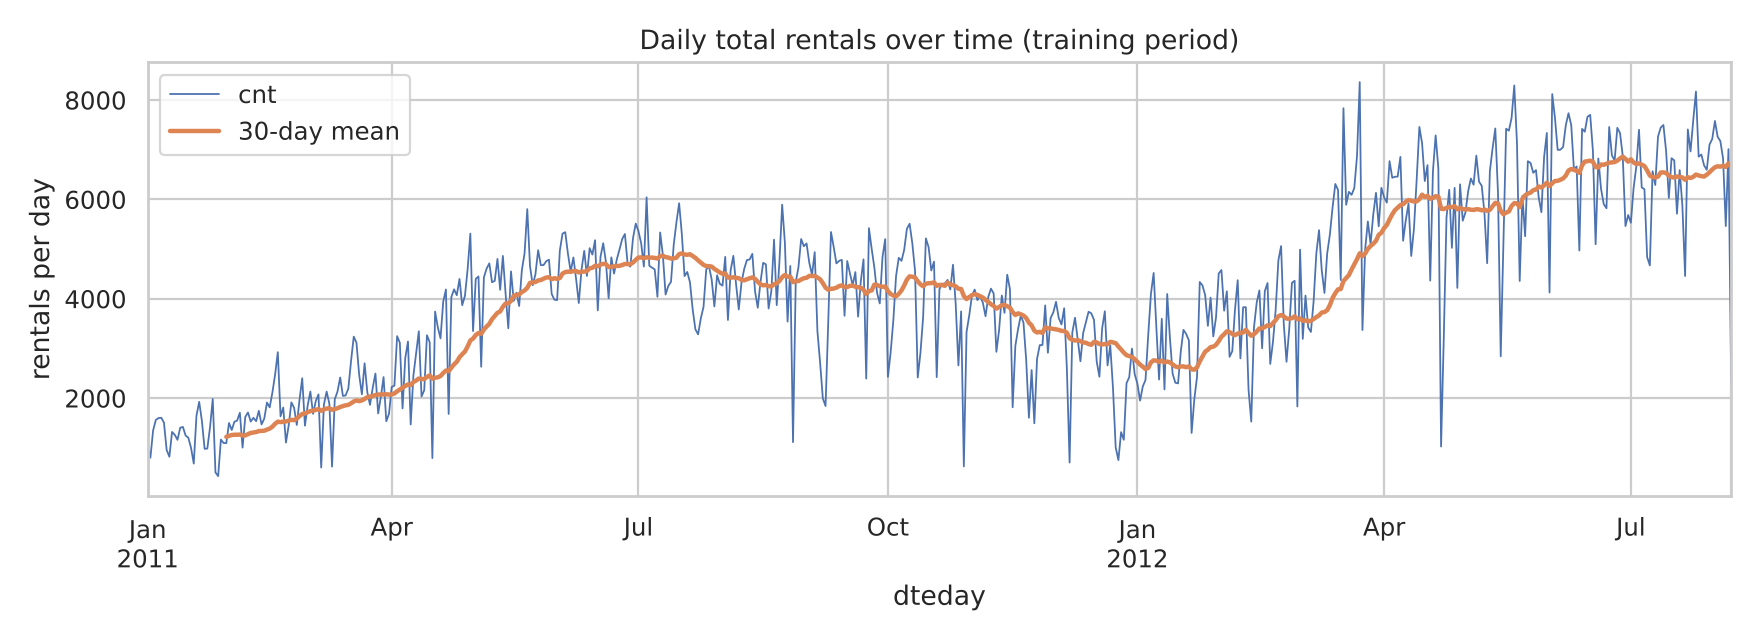 Daily total rentals over time (training period)
cnt
30-day mean
8000
6000
4000
2000
rentals per day
Jan
2011
Apr
Jul
Oct
Jan
2012
Apr
Jul
dteday